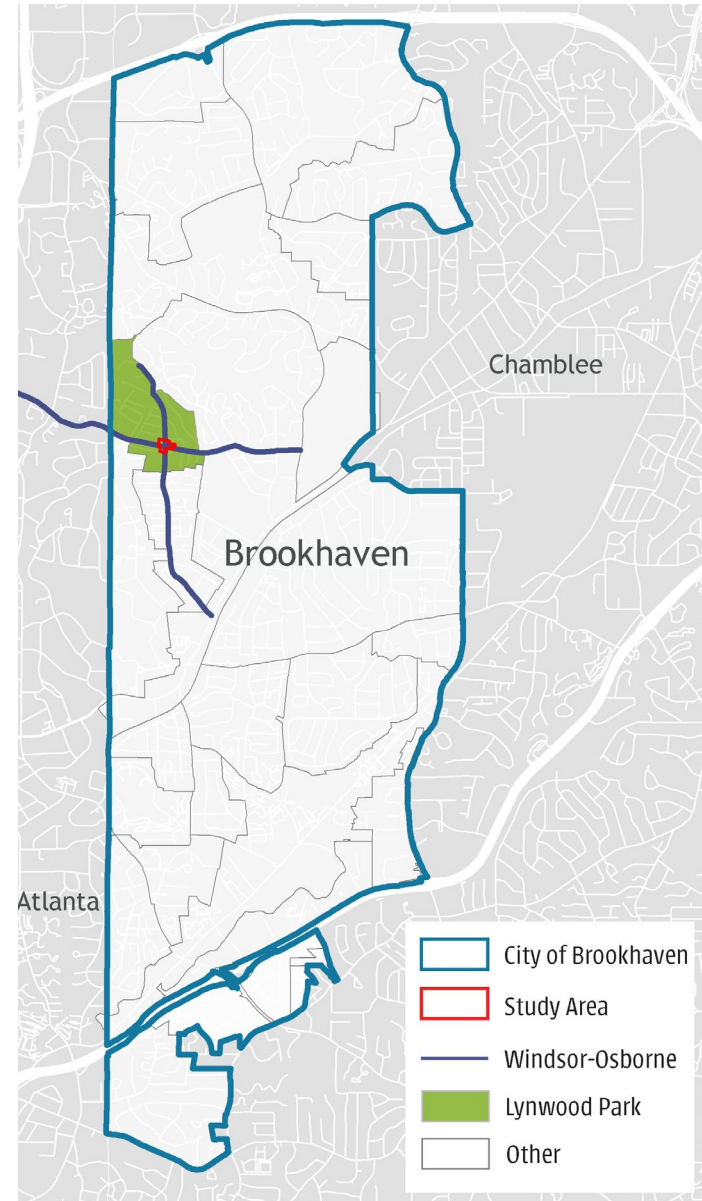 Chamblee
Brookhaven
Atlanta
City of Brookhaven
Study Area
Windsor-Osborne
Lynwood Park
Other